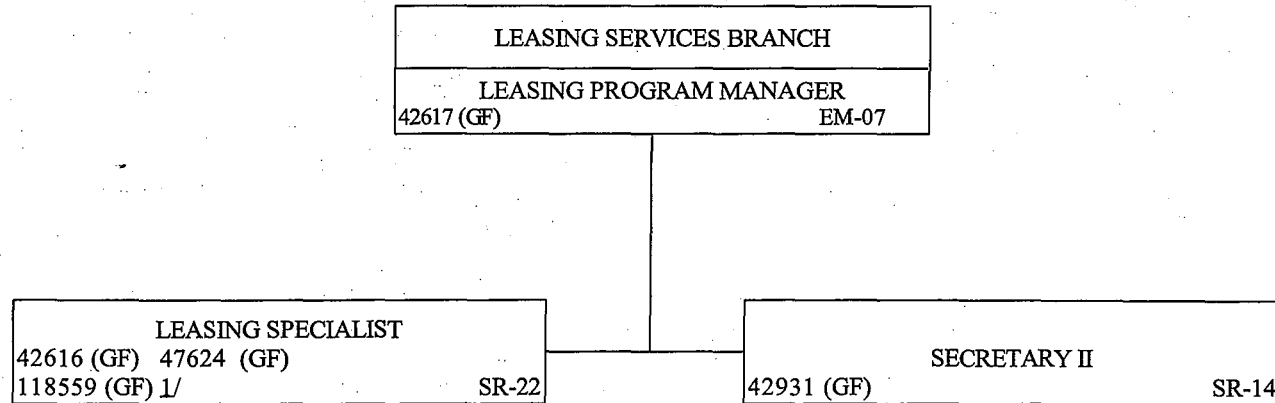 LEASING SERVICES BRANCH
LEASING PROGRAM MANAGER
42617 (GF) EM-07
LEASING SPECIALIST
42616 (GF) 47624 (GF)
118559 (GF) 1/ SR-22
SECRETARY II
42931 (GF) SR-14